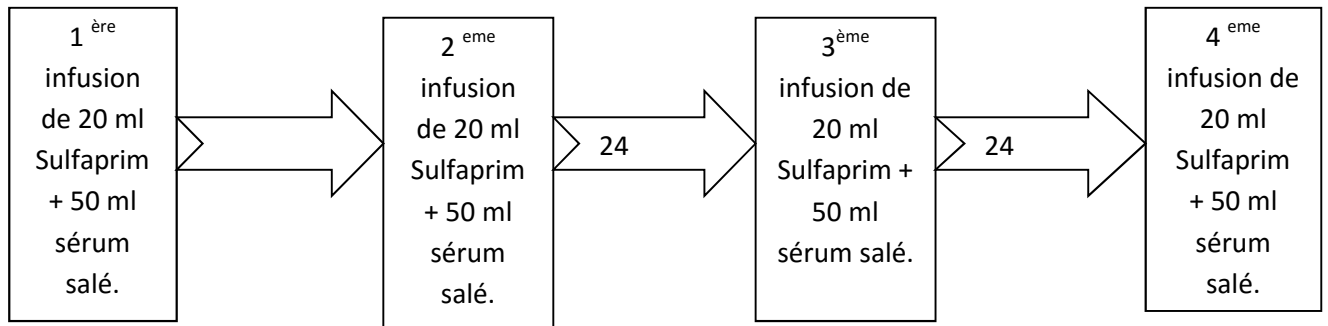 1 ère
infusion
de 20 ml
Sulfaprim
+ 50 ml
sérum
salé.
2 eme
infusion
de 20 ml
Sulfaprim
+ 50 ml
sérum
salé.
24
3ème
infusion de
20 ml
Sulfaprim +
50 ml
sérum salé.
24
4 eme
infusion de
20 ml
Sulfaprim
+ 50 ml
sérum
salé.